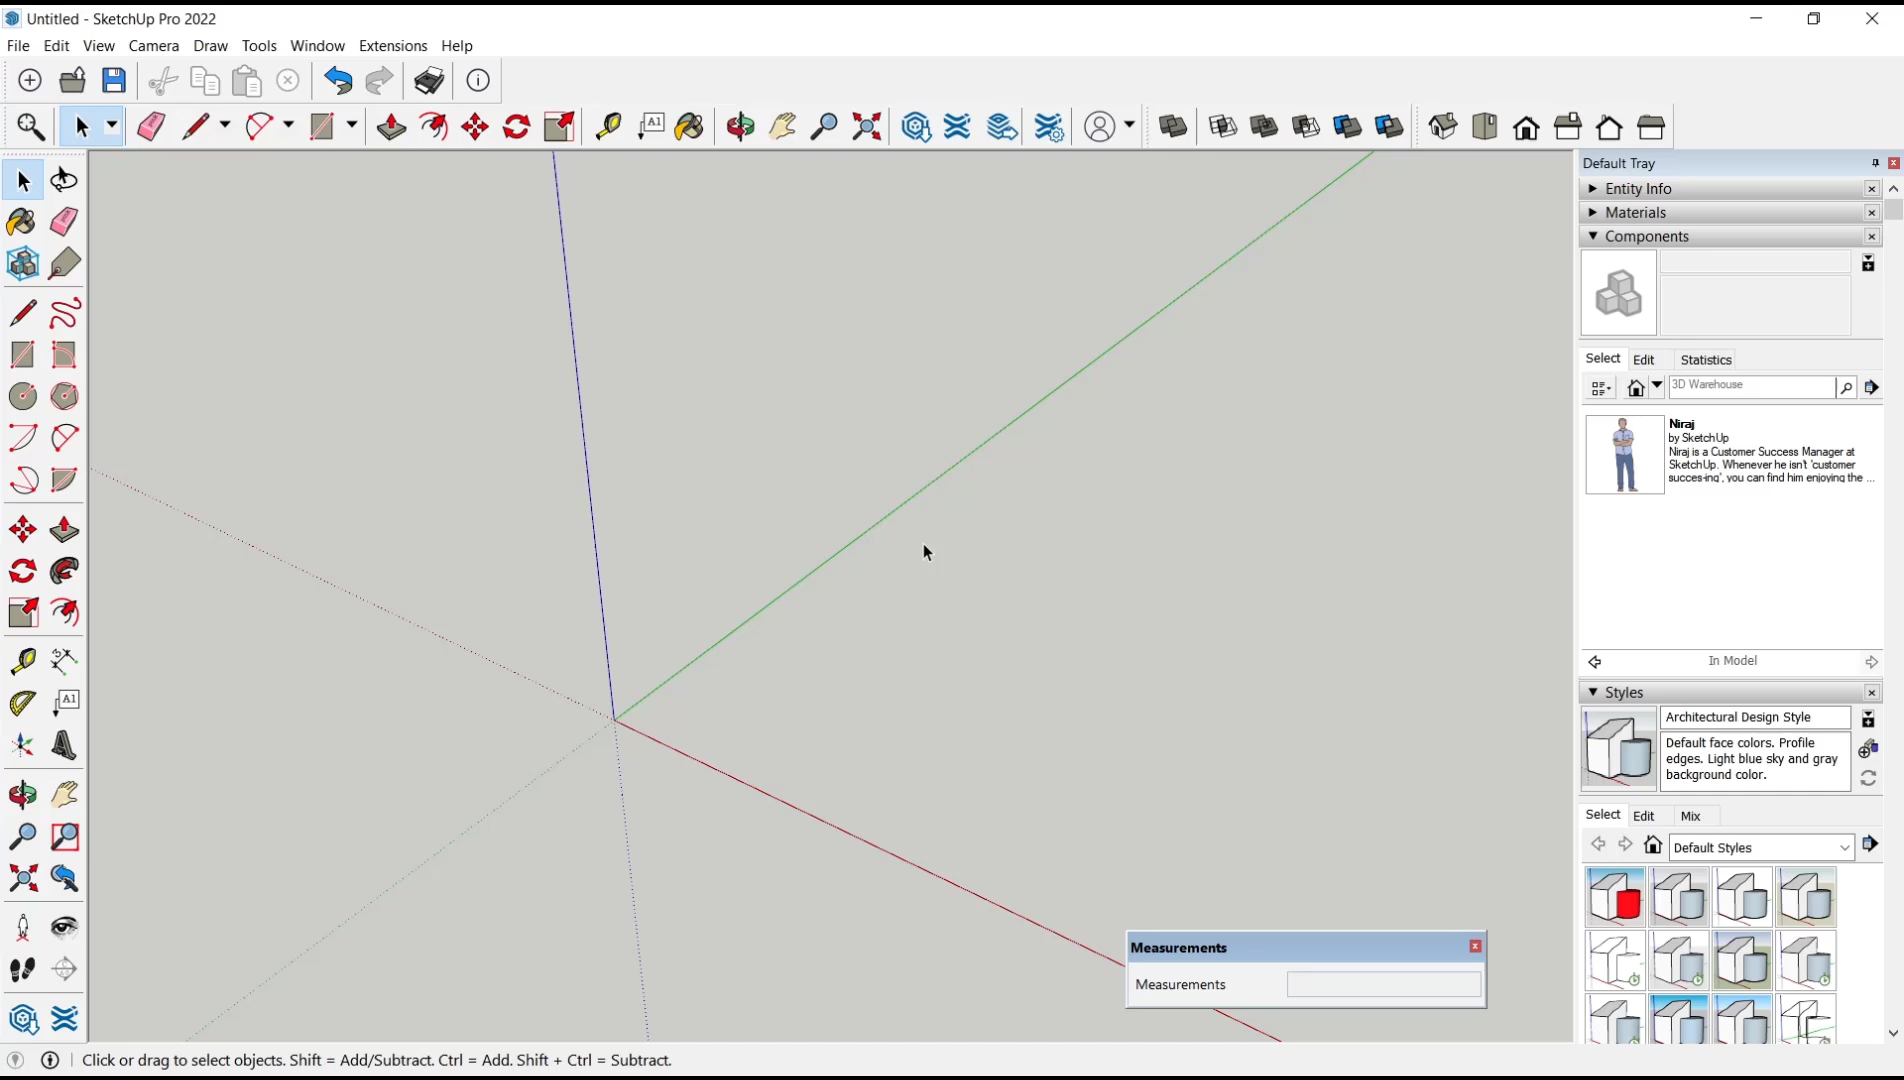 Untitled - SketchUp Pro 2022
File Edit View Camera Draw Tools Window Extensions Help
A1
Default Tray
Entity Info
Materials
Components
Select Edit Statistics
3D Warehouse
Niraj
by SketchUp
Niraj is a Customer Success Manager at
SketchUp. Whenever he isn't 'customer
succes-ing', you can find him enjoying the ...
In Model
Styles
Architectural Design Style
Default face colors. Profile
edges. Light blue sky and gray
background color.
Select Edit Mix
Default Styles
A1
Measurements
Measurements
Click or drag to select objects. Shift = Add/Subtract. Ctrl = Add. Shift + Ctrl = Subtract.